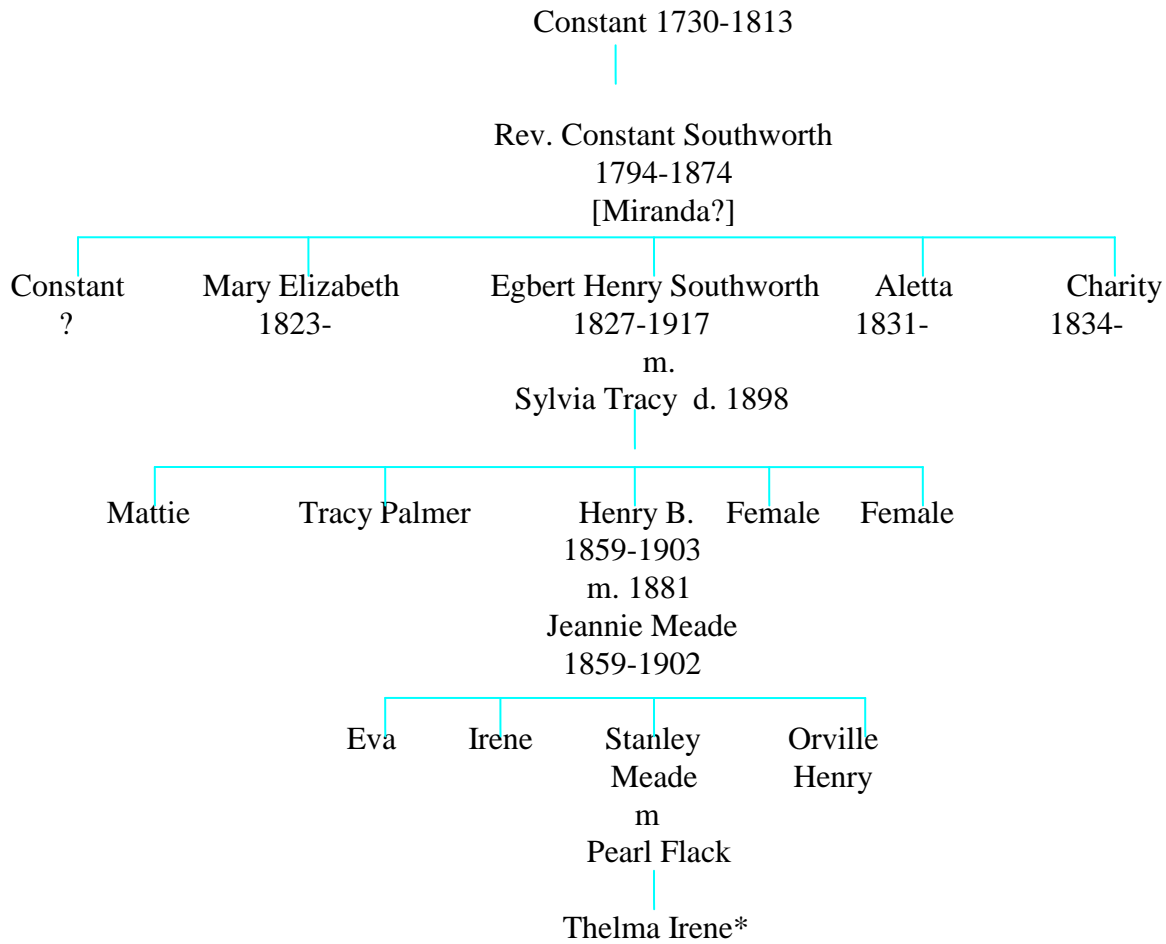 Constant 1730-1813
Rev. Constant Southworth
1794-1874
[Miranda?]
Constant Mary Elizabeth Egbert Henry Southworth Aletta Charity
? 1823- 1827-1917 1831- 1834-
m.
Sylvia Tracy d. 1898
Mattie Tracy Palmer Henry B. Female Female
1859-1903
m. 1881
Jeannie Meade
1859-1902
Eva Irene Stanley Orville
Meade Henry
m
Pearl Flack
Thelma Irene*